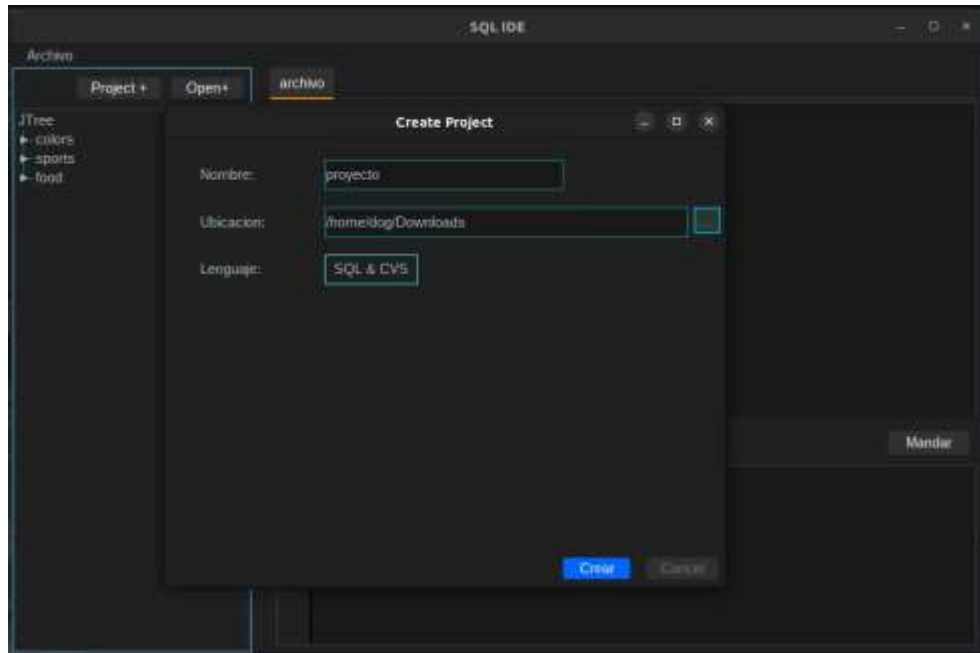 SQL IDE
Archivo
Project +
Open+
archivo
JTree
colors
sports
food
Create Project
Nombre:
proyecto
Ubicacion:
/home/dog/Downloads
Lenguaje:
SQL & CVS
Mandar
Crear
Cancel